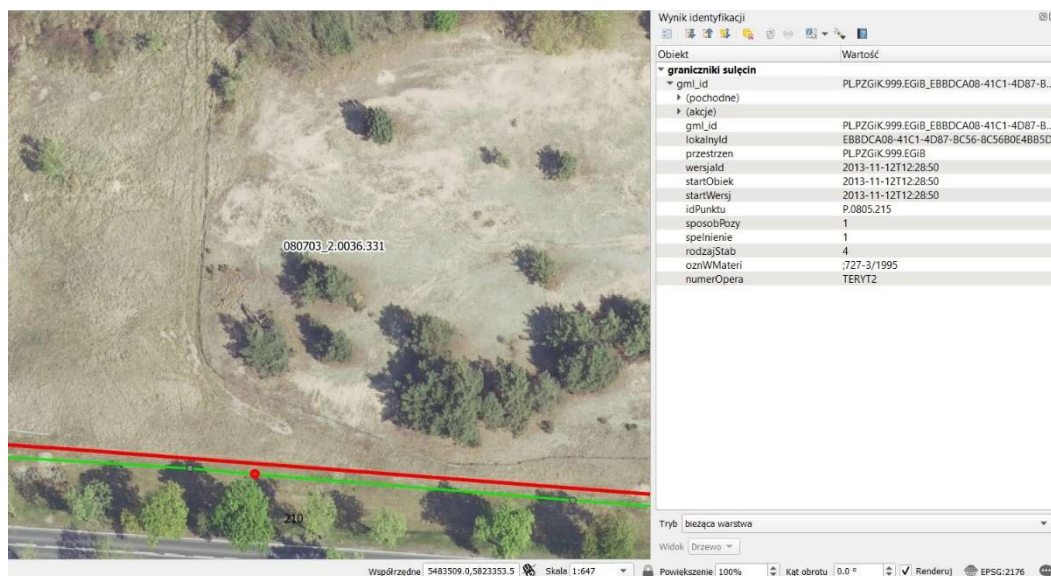 Wynik identyfikacji
Obiekt Wartość
graniczniki sulęcin
gml_id PL.PZGiK.999.EGiB_EBBDCA08-41C1-4D87-B...
(pochodne)
(akcje)
gml_id PL.PZGiK.999.EGiB_EBBDCA08-41C1-4D87-B...
lokalnyId EBBDCA08-41C1-4D87-BC56-8C56B0E4BB5D
przestrzen PL.PZGiK.999.EGiB
wersjaId 2013-11-12T12:28:50
startObiek 2013-11-12T12:28:50
startWersj 2013-11-12T12:28:50
idPunktu P.0805.215
sposobPozy 1
spelnienie 1
rodzajStab 4
oznWMateri ;727-3/1995
numerOpera TERYT2
080703_2.0036.331
210
Tryb bieżąca warstwa
Widok Drzewo
Współrzędne 5483509.0,5823353.5 Skala 1:647 Powiększenie 100% Kąt obrotu 0.0 ° Renderuj EPSG:2176